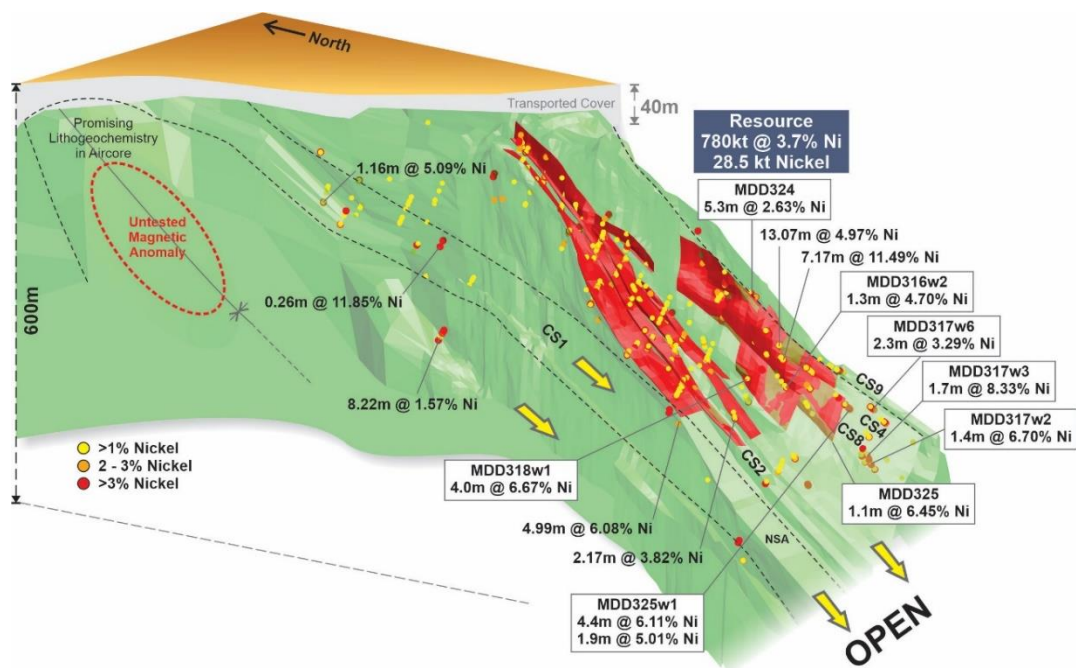 North
Transported Cover
40m
600m
Promising
Lithogeochemistry
in Aircore
Untested
Magnetic
Anomaly
1.16m @ 5.09% Ni
0.26m @ 11.85% Ni
8.22m @ 1.57% Ni
Resource
780kt @ 3.7% Ni
28.5 kt Nickel
MDD324
5.3m @ 2.63% Ni
13.07m @ 4.97% Ni
7.17m @ 11.49% Ni
MDD316w2
1.3m @ 4.70% Ni
MDD317w6
2.3m @ 3.29% Ni
MDD317w3
1.7m @ 8.33% Ni
MDD317w2
1.4m @ 6.70% Ni
MDD325
1.1m @ 6.45% Ni
CS1
CS2
CS9
CS4
CS8
NSA
>1% Nickel
2 - 3% Nickel
>3% Nickel
MDD318w1
4.0m @ 6.67% Ni
4.99m @ 6.08% Ni
2.17m @ 3.82% Ni
MDD325w1
4.4m @ 6.11% Ni
1.9m @ 5.01% Ni
OPEN